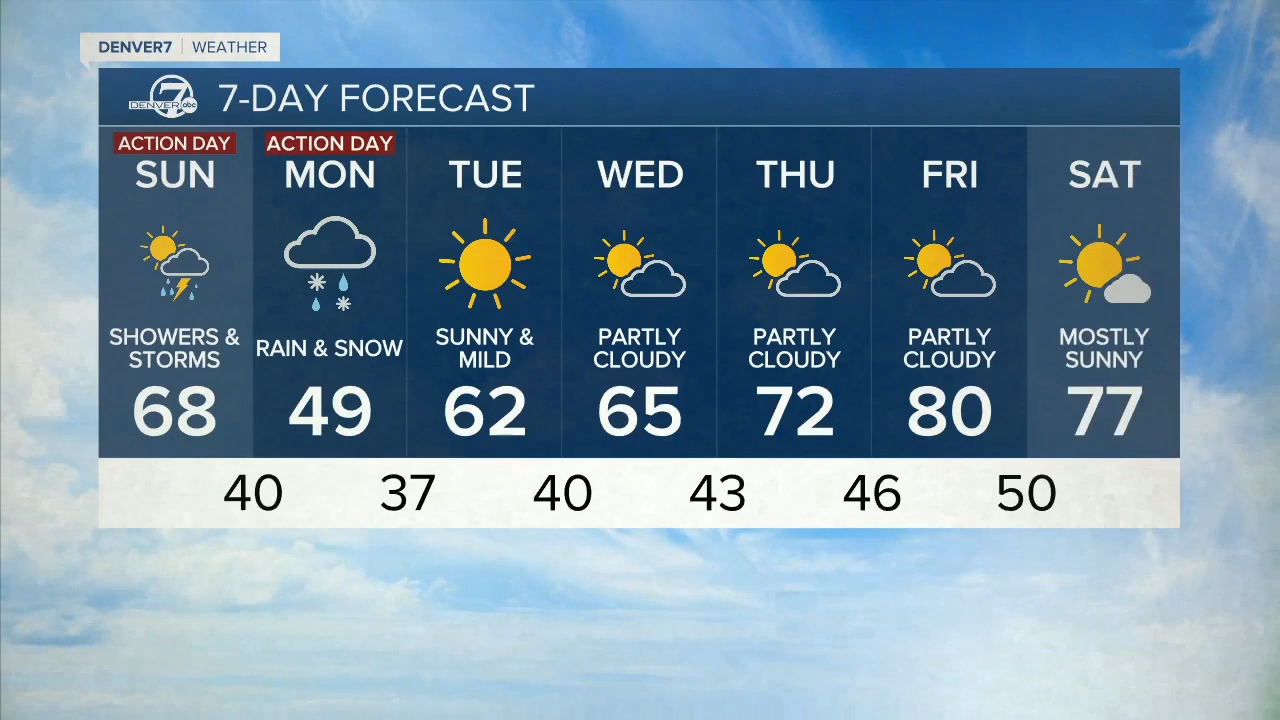 DENVER7 | WEATHER
DENVER 7 abc
7-DAY FORECAST
ACTION DAY
SUN
SHOWERS &
STORMS
68
ACTION DAY
MON
RAIN & SNOW
49
TUE
SUNNY &
MILD
62
WED
PARTLY
CLOUDY
65
THU
PARTLY
CLOUDY
72
FRI
PARTLY
CLOUDY
80
SAT
MOSTLY
SUNNY
77
40 37 40 43 46 50